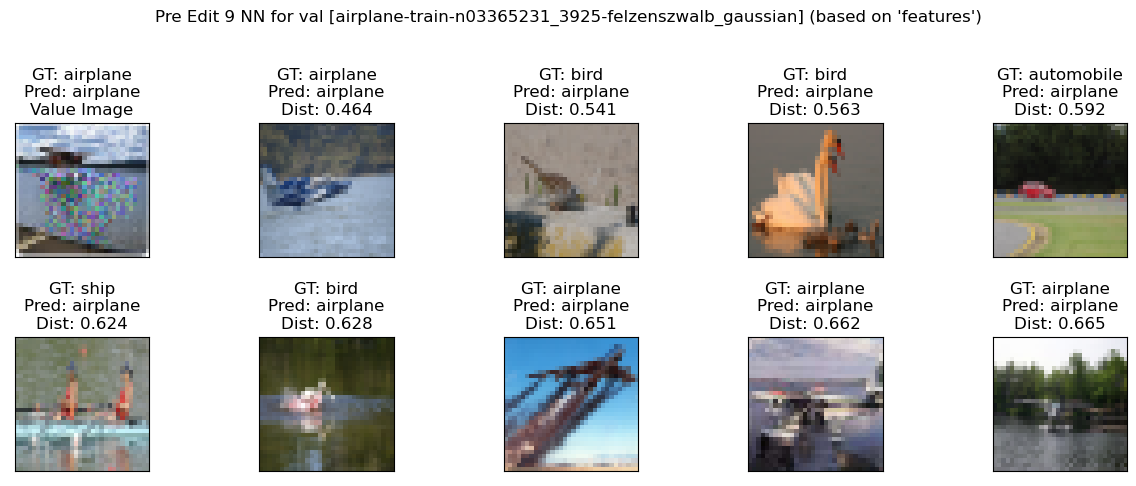 Pre Edit 9 NN for val [airplane-train-n03365231_3925-felzenszwalb_gaussian] (based on 'features')
GT: airplane
Pred: airplane
Value Image
GT: airplane
Pred: airplane
Dist: 0.464
GT: bird
Pred: airplane
Dist: 0.541
GT: bird
Pred: airplane
Dist: 0.563
GT: automobile
Pred: airplane
Dist: 0.592
GT: ship
Pred: airplane
Dist: 0.624
GT: bird
Pred: airplane
Dist: 0.628
GT: airplane
Pred: airplane
Dist: 0.651
GT: airplane
Pred: airplane
Dist: 0.662
GT: airplane
Pred: airplane
Dist: 0.665